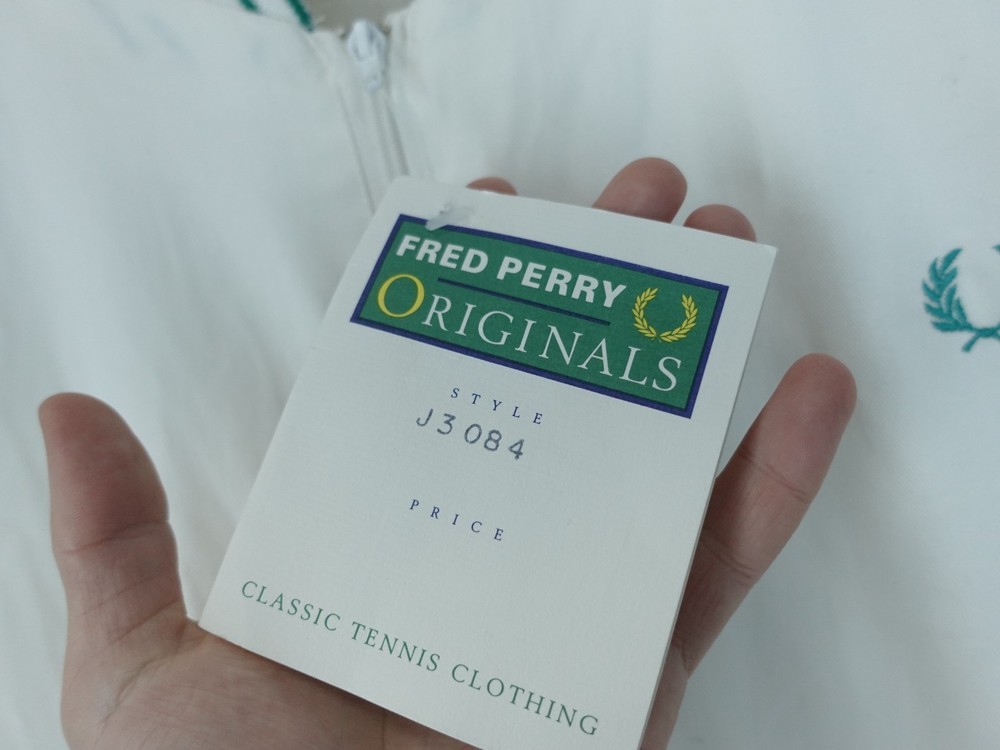 FRED PERRY
ORIGINALS
STYLE
J3084
PRICE
CLASSIC TENNIS CLOTHING